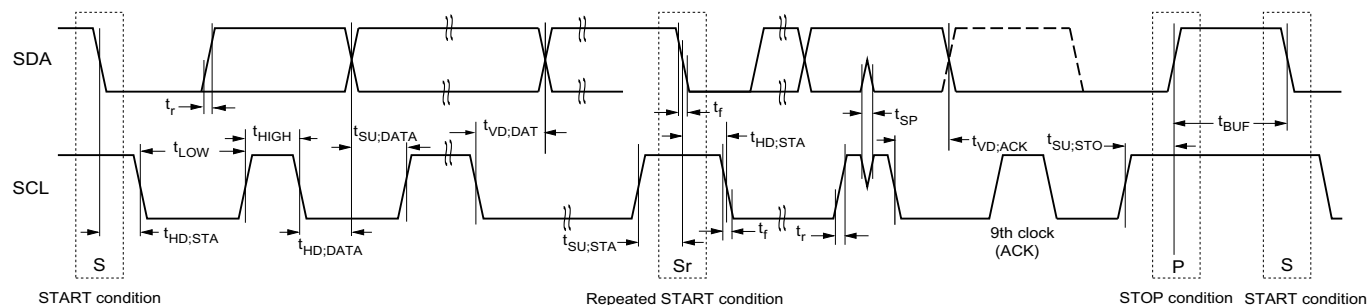 SDA
t_r
t_f
t_SP
t_HIGH
t_SU;DATA
t_VD;DAT
t_BUF
t_LOW
t_HD;STA
t_VD;ACK
t_SU;STO
SCL
t_HD;STA
t_HD;DATA
t_SU;STA
t_f
t_r
9th clock
(ACK)
S
Sr
P
S
START condition
Repeated START condition
STOP condition
START condition